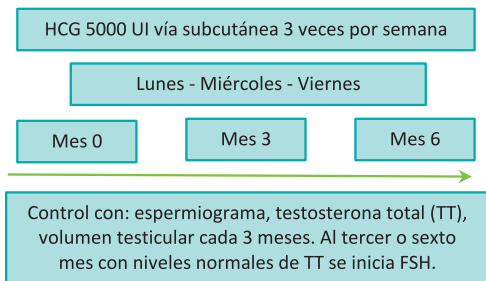 HCG 5000 UI vía subcutánea 3 veces por semana
Lunes - Miércoles - Viernes
Mes 0
Mes 3
Mes 6
Control con: espermiograma, testosterona total (TT),
volumen testicular cada 3 meses. Al tercer o sexto
mes con niveles normales de TT se inicia FSH.